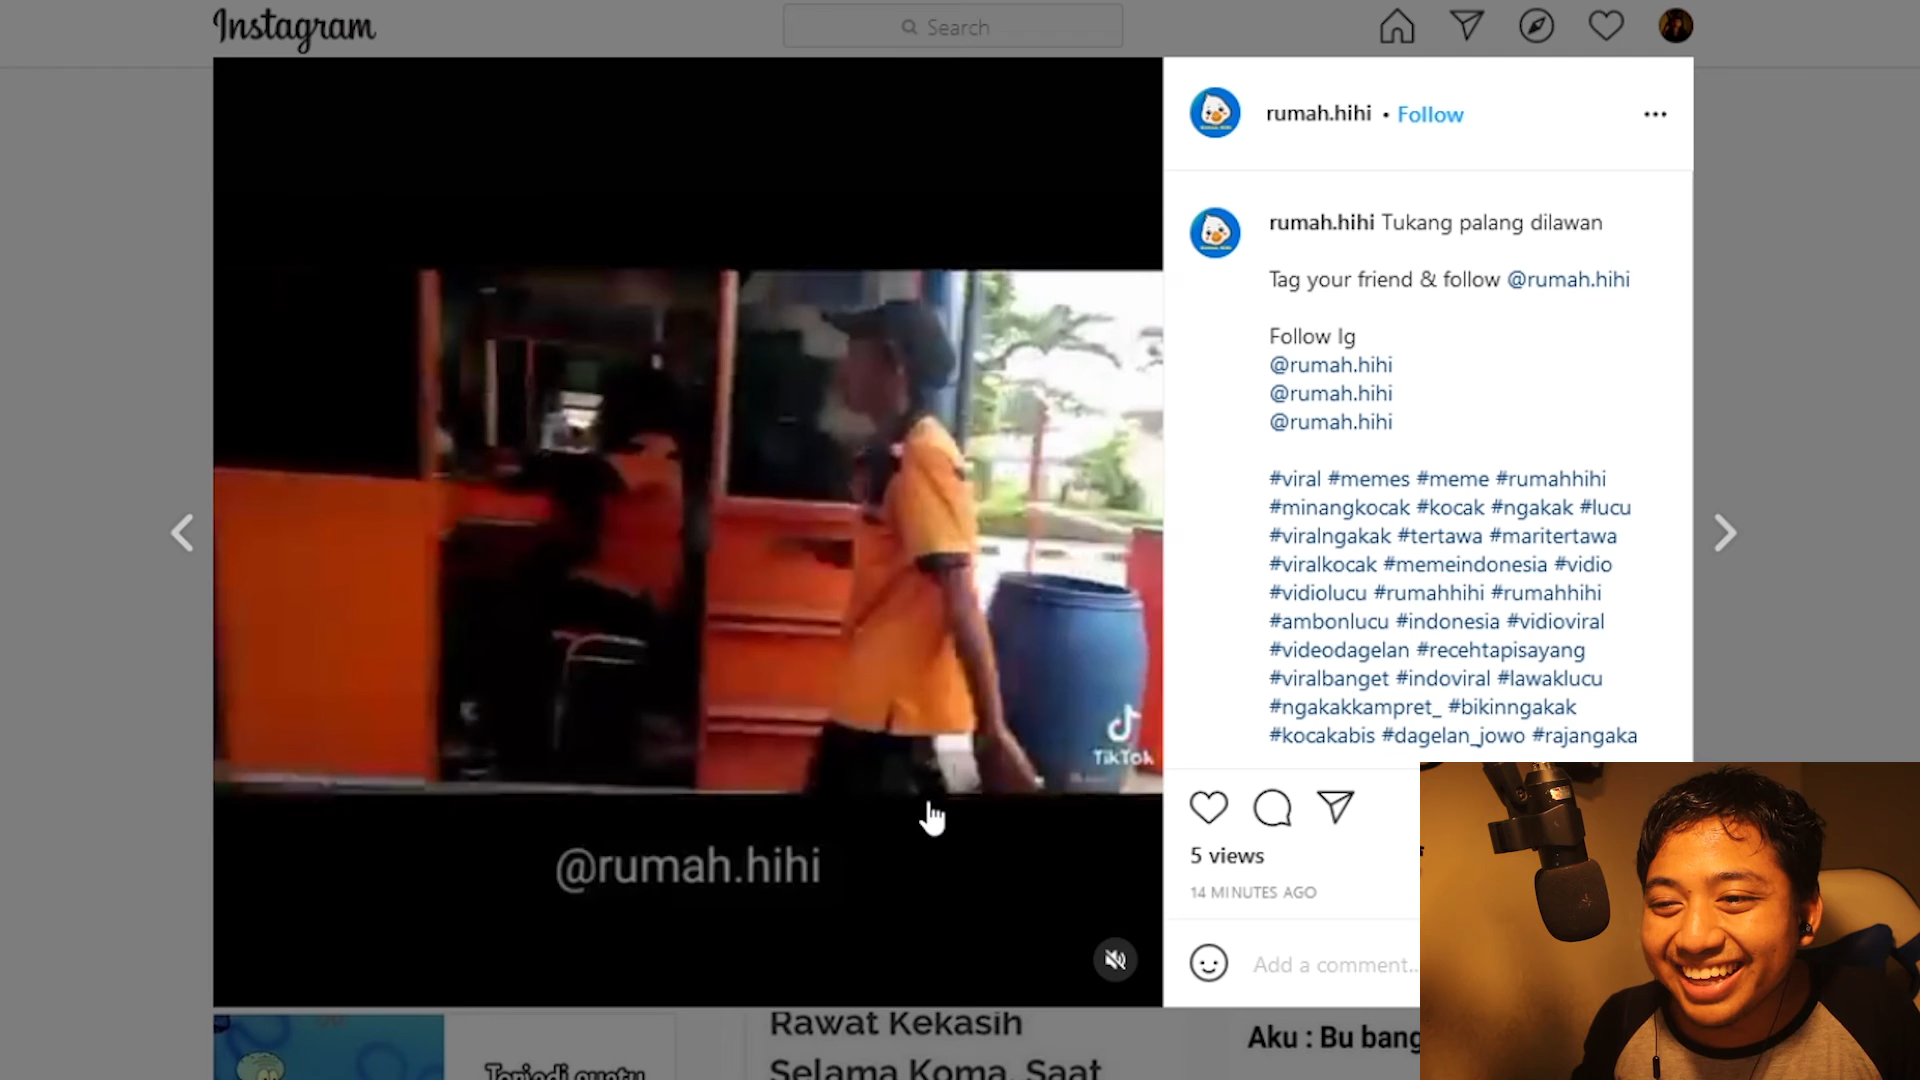 Instagram
Search
rumah.hihi • Follow
rumah.hihi Tukang palang dilawan
Tag your friend & follow @rumah.hihi
Follow Ig
@rumah.hihi
@rumah.hihi
@rumah.hihi
#viral #memes #meme #rumahhihi
#minangkocak #kocak #ngakak #lucu
#viralngakak #tertawa #maritertawa
#viralkocak #memeindonesia #vidio
#vidiolucu #rumahhihi #rumahhihi
#ambonlucu #indonesia #vidioviral
#videodagelan #recehtapisayang
#viralbanget #indoviral #lawaklucu
#ngakakkampret_ #bikinngakak
#kocakabis #dagelan_jowo #rajangaka
TikTok
@rumah.hihi
5 views
14 MINUTES AGO
Add a comment...
Rawat Kekasih
Selama Koma, Saat
Aku : Bu bang